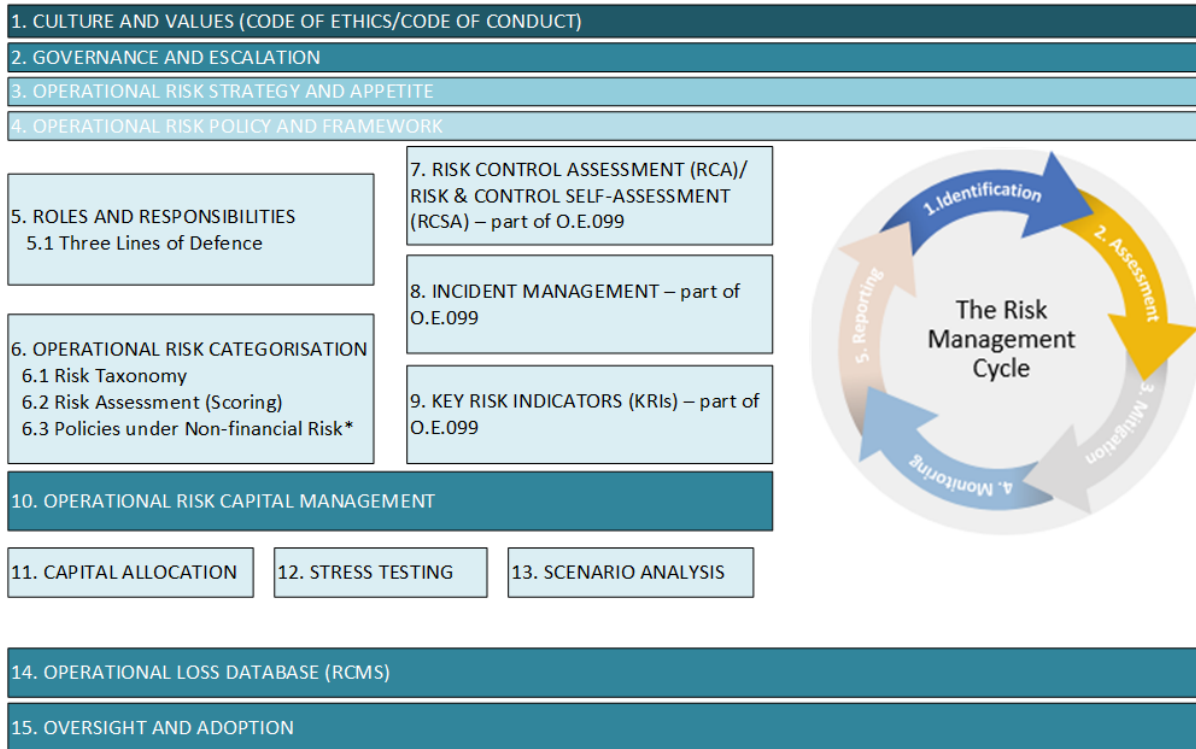 1. CULTURE AND VALUES (CODE OF ETHICS/CODE OF CONDUCT)
2. GOVERNANCE AND ESCALATION
3. OPERATIONAL RISK STRATEGY AND APPETITE
4. OPERATIONAL RISK POLICY AND FRAMEWORK
5. ROLES AND RESPONSIBILITIES
5.1 Three Lines of Defence
6. OPERATIONAL RISK CATEGORISATION
6.1 Risk Taxonomy
6.2 Risk Assessment (Scoring)
6.3 Policies under Non-financial Risk*
7. RISK CONTROL ASSESSMENT (RCA)/
RISK & CONTROL SELF-ASSESSMENT
(RCSA) – part of O.E.099
8. INCIDENT MANAGEMENT – part of
O.E.099
9. KEY RISK INDICATORS (KRIs) – part of
O.E.099
1.Identification
2. Assessment
3. Mitigation
4. Monitoring
5. Reporting
The Risk
Management
Cycle
10. OPERATIONAL RISK CAPITAL MANAGEMENT
11. CAPITAL ALLOCATION
12. STRESS TESTING
13. SCENARIO ANALYSIS
14. OPERATIONAL LOSS DATABASE (RCMS)
15. OVERSIGHT AND ADOPTION